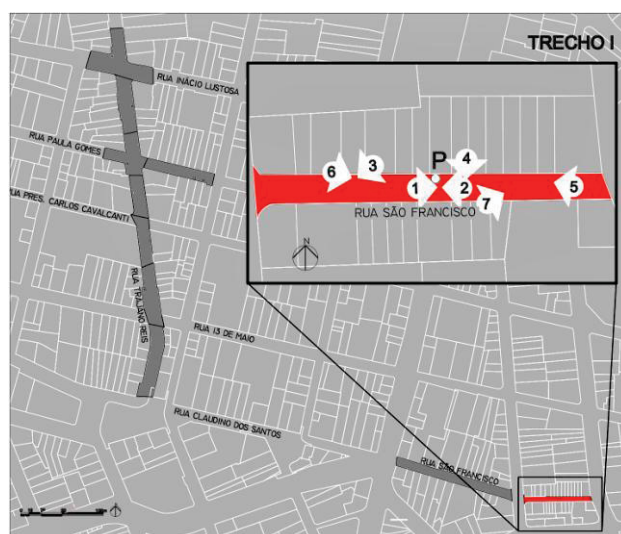 TRECHO I
RUA INÁCIO LUSTOSA
RUA PAULA GOMES
RUA PRES. CARLOS CAVALCANTI
RUA TRAJANO REIS
RUA 13 DE MAIO
RUA CLAUDINO DOS SANTOS
RUA SÃO FRANCISCO
P
6
3
4
1
2
5
7
RUA SÃO FRANCISCO
N